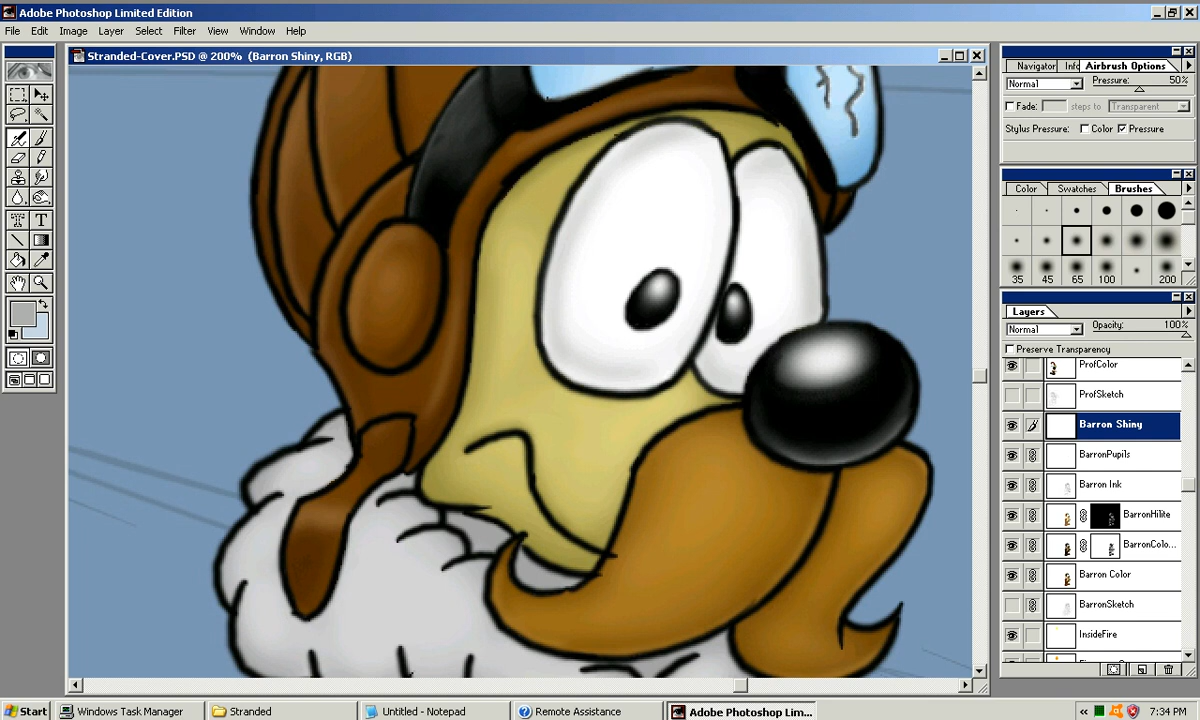 Adobe Photoshop Limited Edition
File Edit Image Layer Select Filter View Window Help
Stranded-Cover.PSD @ 200% (Barron Shiny, RGB)
Navigator Info Airbrush Options
Normal Pressure: 50%
Fade: steps to Transparent
Stylus Pressure: Color Pressure
Color Swatches Brushes
35 45 65 100 200
Layers
Normal Opacity: 100%
Preserve Transparency
ProfColor
ProfSketch
Barron Shiny
BarronPupils
Barron Ink
BarronHilite
BarronColo...
Barron Color
BarronSketch
InsideFire
Start Windows Task Manager Stranded Untitled - Notepad Remote Assistance Adobe Photoshop Lim... 7:34 PM